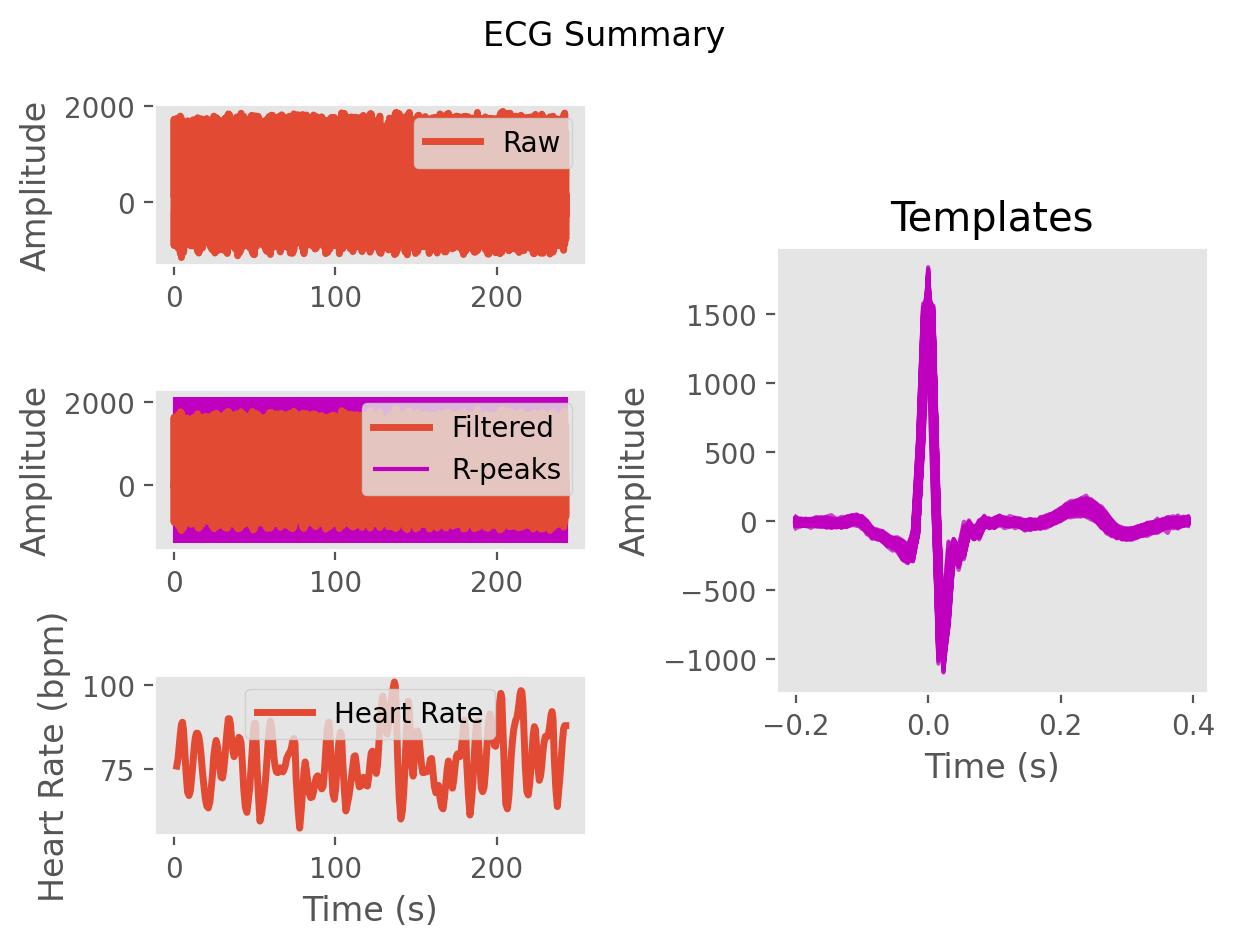 ECG Summary
Amplitude
2000
0
Raw
0
100
200
Amplitude
2000
0
Filtered
R-peaks
0
100
200
Heart Rate (bpm)
100
75
Heart Rate
0
100
200
Time (s)
Templates
Amplitude
1500
1000
500
0
−500
−1000
−0.2
0.0
0.2
0.4
Time (s)